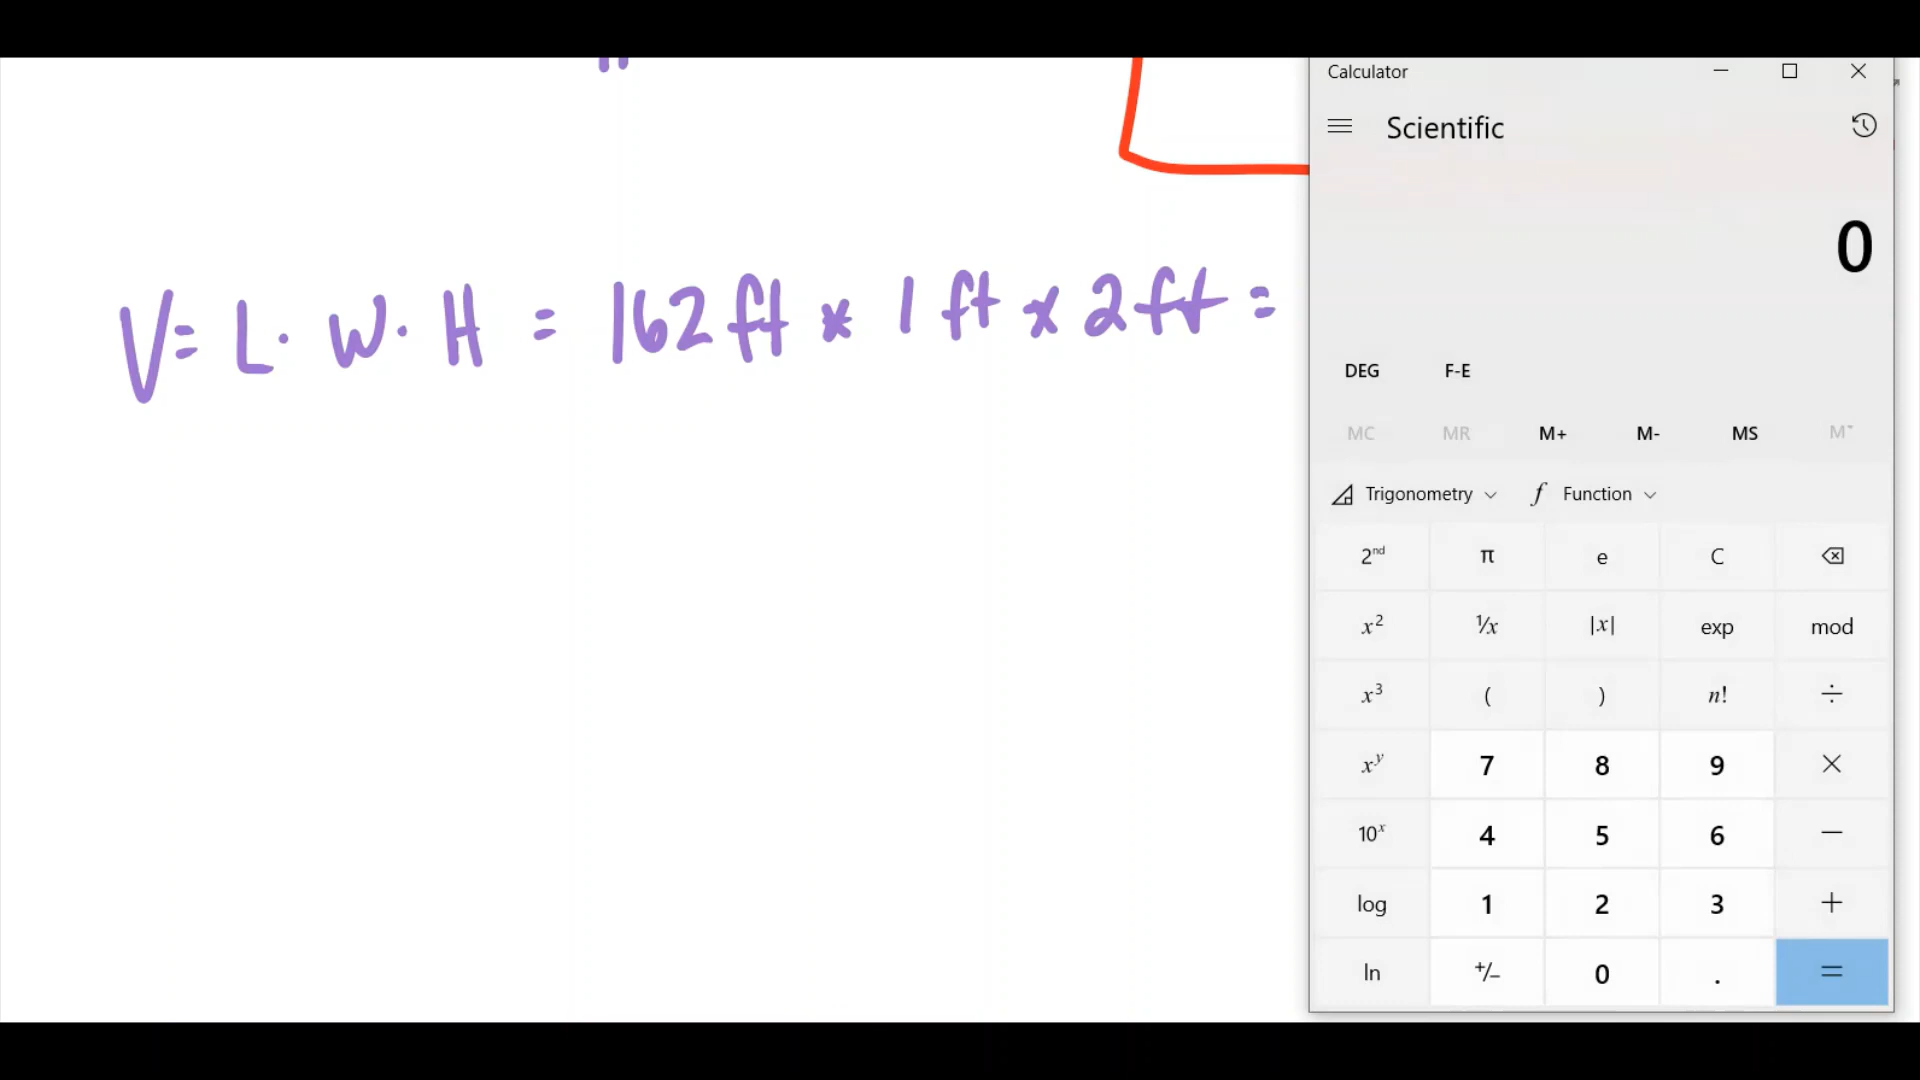 Calculator
Scientific
0
V= L. W. H = 162 ft * 1 ft x 2 ft =
DEG F-E
MC MR M+ M- MS M˅
Trigonometry f Function
2nd π e C
x² ¹/x |x| exp mod
x³ ( ) n! ÷
xʸ 7 8 9 ×
10ˣ 4 5 6 −
log 1 2 3 +
ln +/− 0 . =